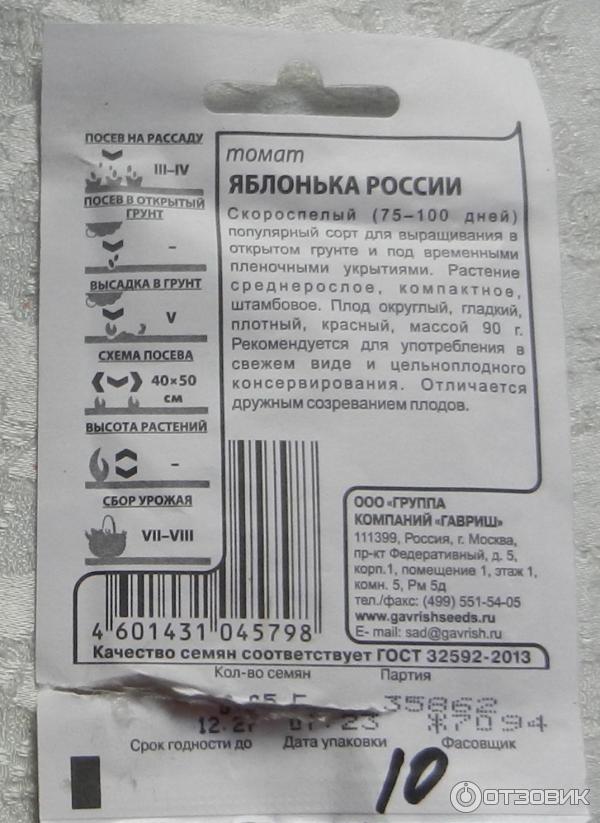 ПОСЕВ НА РАССАДУ
III–IV
ПОСЕВ В ОТКРЫТЫЙ
ГРУНТ
–
ВЫСАДКА В ГРУНТ
V
СХЕМА ПОСЕВА
40×50
см
ВЫСОТА РАСТЕНИЙ
–
СБОР УРОЖАЯ
VII–VIII
томат
ЯБЛОНЬКА РОССИИ
Скороспелый (75–100 дней)
популярный сорт для выращивания в
открытом грунте и под временными
пленочными укрытиями. Растение
среднерослое, компактное,
штамбовое. Плод округлый, гладкий,
плотный, красный, массой 90 г.
Рекомендуется для употребления в
свежем виде и цельноплодного
консервирования. Отличается
дружным созреванием плодов.
ООО «ГРУППА
КОМПАНИЙ «ГАВРИШ»
111399, Россия, г. Москва,
пр-кт Федеративный, д. 5,
корп.1, помещение 1, этаж 1,
комн. 5, Рм 5д
тел./факс: (499) 551-54-05
www.gavrishseeds.ru
E- mail: sad@gavrish.ru
4 601431 045798
Качество семян соответствует ГОСТ 32592-2013
Кол-во семян Партия
35862
23 *7094
Срок годности до Дата упаковки Фасовщик
10
ОТЗОВИК